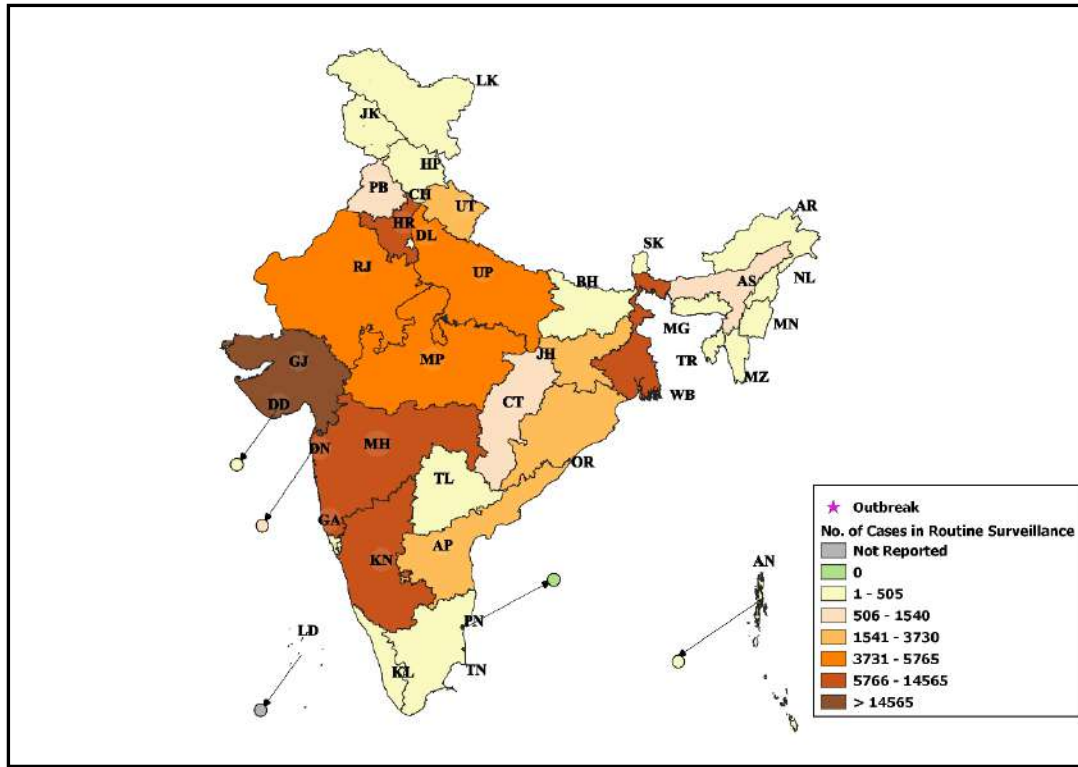 LK
JK
HP
PB
CH
UT
HR
DL
AR
SK
RJ
UP
BH
AS
NL
MG
MN
GJ
MP
JH
TR
MZ
CT
WB
DD
DN
MH
OR
TL
GA
AP
KN
AN
PN
LD
KL
TN
Outbreak
No. of Cases in Routine Surveillance
Not Reported
0
1 - 505
506 - 1540
1541 - 3730
3731 - 5765
5766 - 14565
> 14565